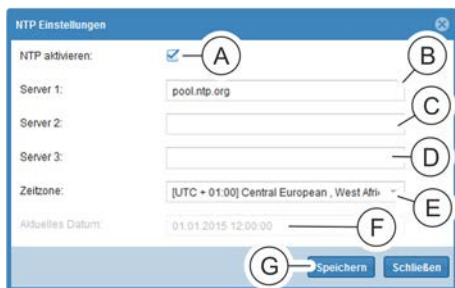 NTP Einstellungen
NTP aktivieren:
A
Server 1:
pool.ntp.org
B
Server 2:
C
Server 3:
D
Zeitzone:
[UTC + 01:00] Central European , West Afri
E
Aktuelles Datum:
01.01.2015 12:00:00
F
G
Speichern
Schließen